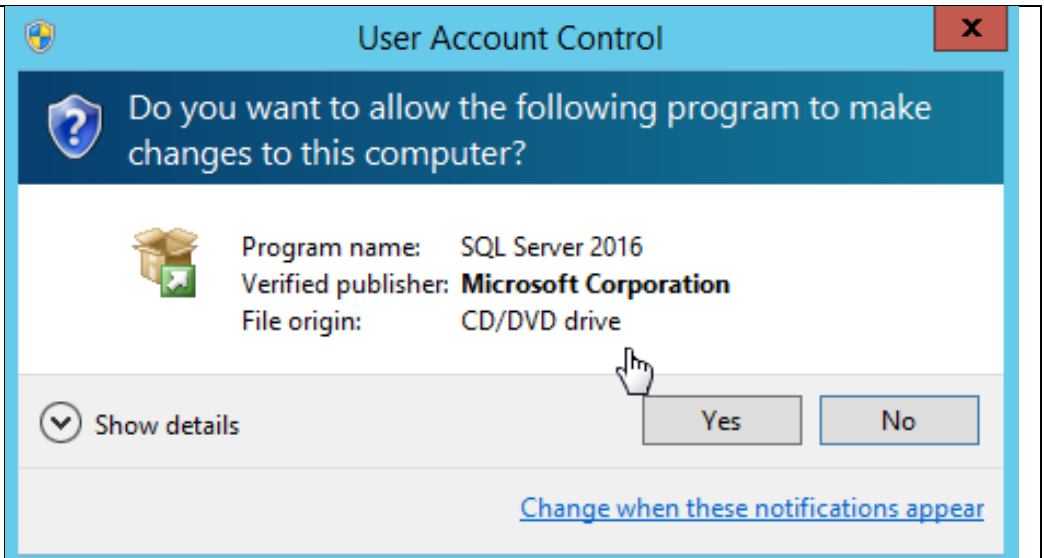 User Account Control
x
Do you want to allow the following program to make
changes to this computer?
Program name: SQL Server 2016
Verified publisher: Microsoft Corporation
File origin: CD/DVD drive
Show details
Yes
No
Change when these notifications appear